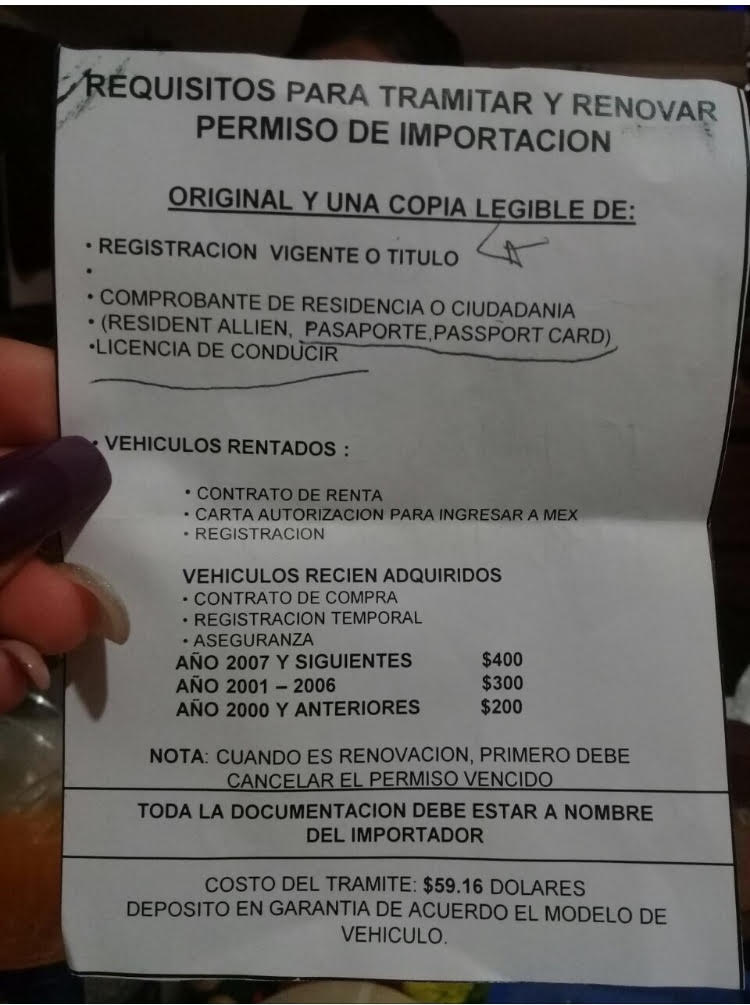 REQUISITOS PARA TRAMITAR Y RENOVAR
PERMISO DE IMPORTACION
ORIGINAL Y UNA COPIA LEGIBLE DE:
• REGISTRACION VIGENTE O TITULO
•
• COMPROBANTE DE RESIDENCIA O CIUDADANIA
• (RESIDENT ALLIEN, PASAPORTE,PASSPORT CARD)
•LICENCIA DE CONDUCIR
• VEHICULOS RENTADOS :
• CONTRATO DE RENTA
• CARTA AUTORIZACION PARA INGRESAR A MEX
• REGISTRACION
VEHICULOS RECIEN ADQUIRIDOS
• CONTRATO DE COMPRA
• REGISTRACION TEMPORAL
• ASEGURANZA
AÑO 2007 Y SIGUIENTES $400
AÑO 2001 – 2006 $300
AÑO 2000 Y ANTERIORES $200
NOTA: CUANDO ES RENOVACION, PRIMERO DEBE
CANCELAR EL PERMISO VENCIDO
TODA LA DOCUMENTACION DEBE ESTAR A NOMBRE
DEL IMPORTADOR
COSTO DEL TRAMITE: $59.16 DOLARES
DEPOSITO EN GARANTIA DE ACUERDO EL MODELO DE
VEHICULO.